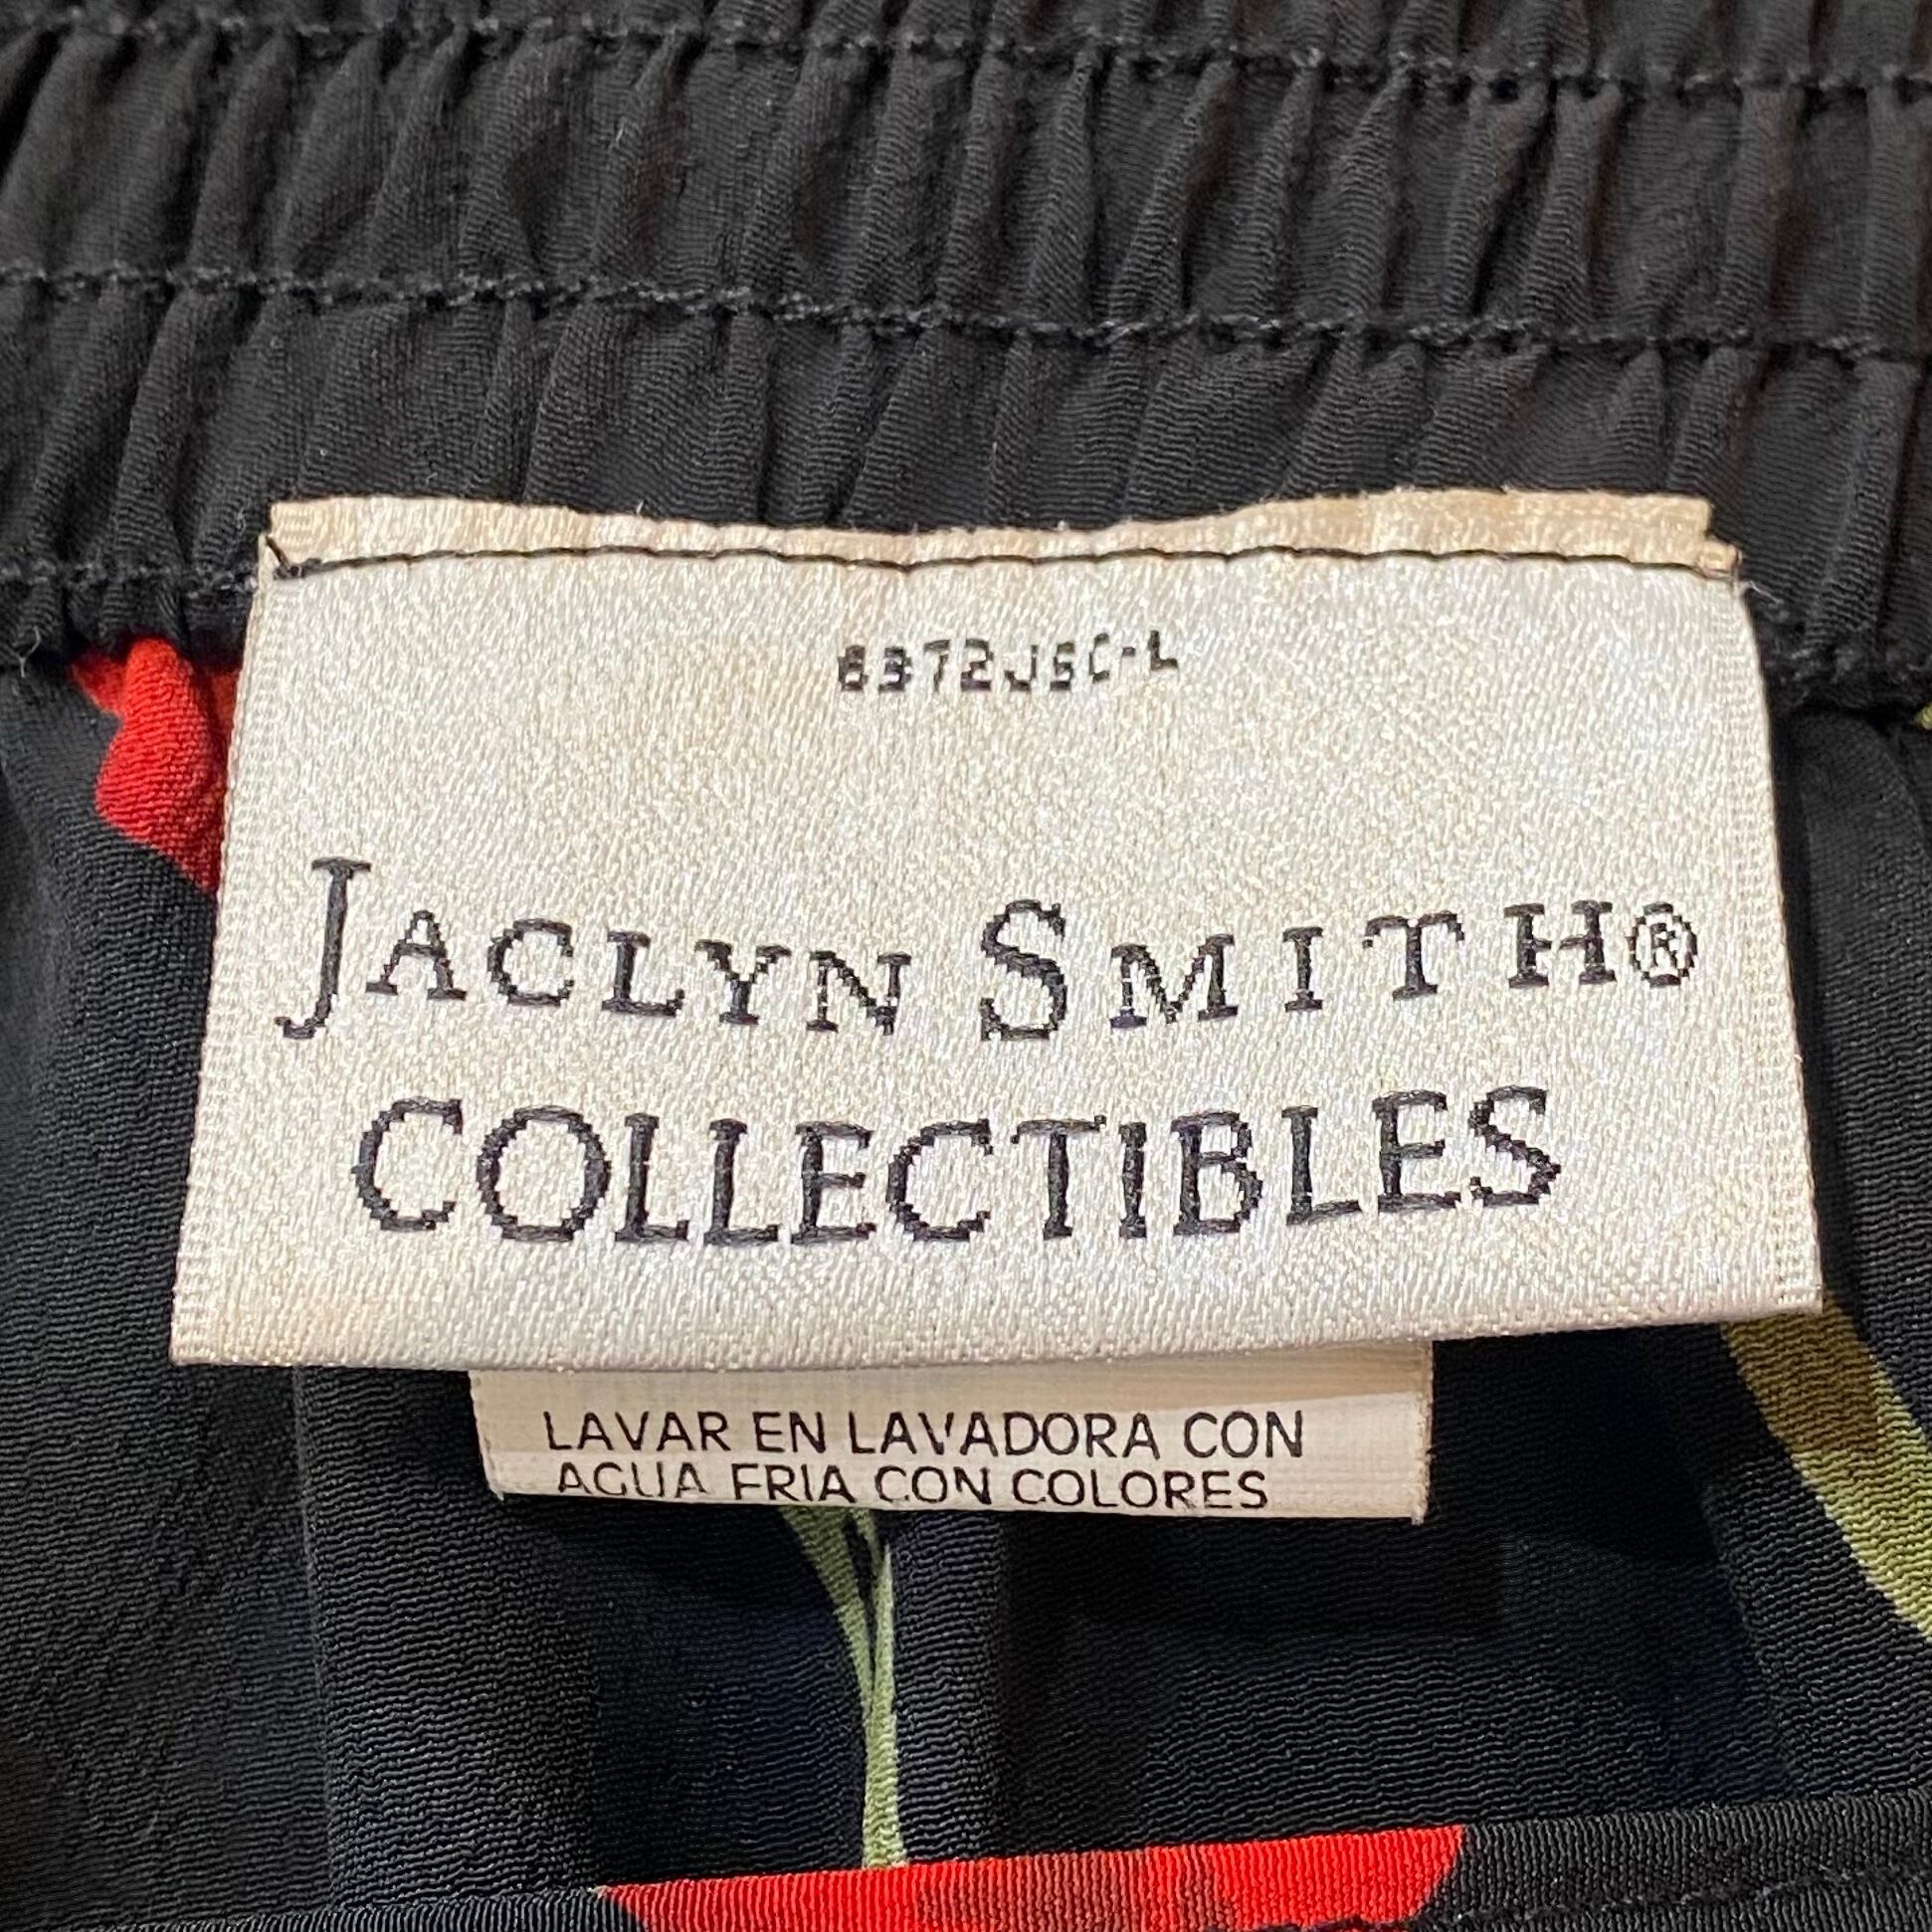 6372JSC-L
JACLYN SMITH®
COLLECTIBLES
LAVAR EN LAVADORA CON
AGUA FRIA CON COLORES